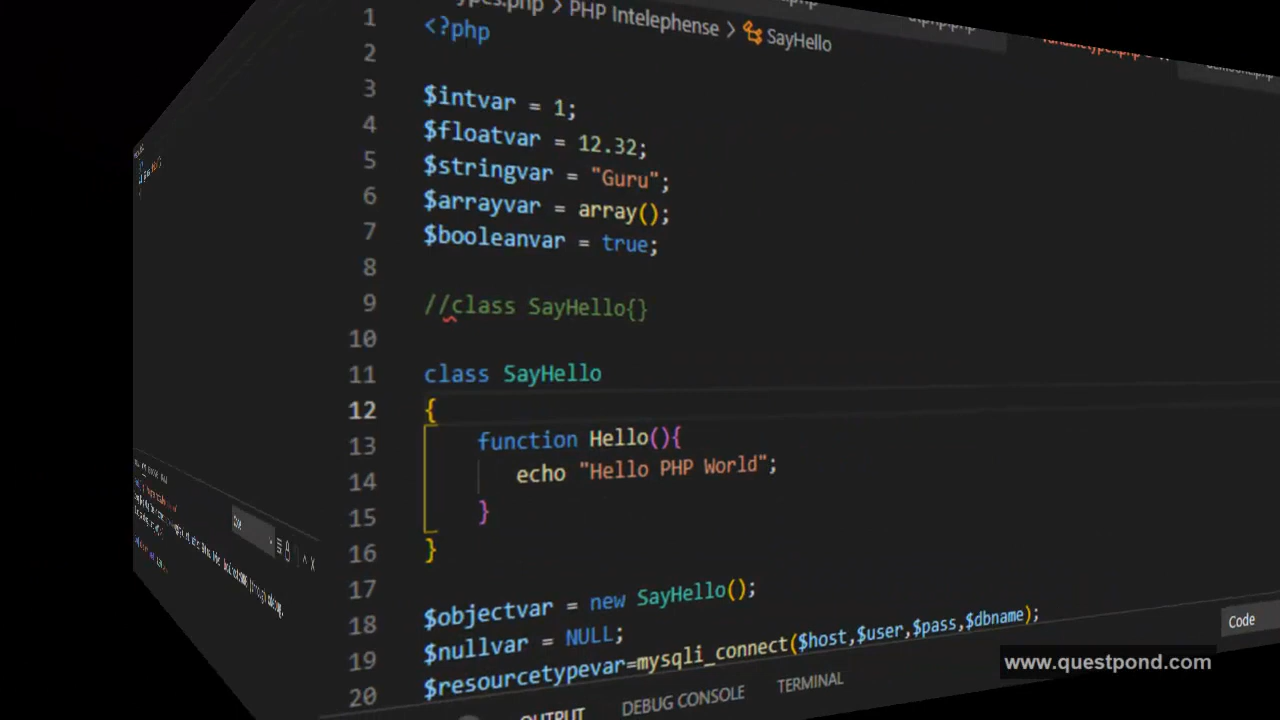 ypes.php > PHP Intelephense > SayHello
1 <?php
2
3 $intvar = 1;
4 $floatvar = 12.32;
5 $stringvar = "Guru";
6 $arrayvar = array();
7 $booleanvar = true;
8
9 //class SayHello{}
10
11 class SayHello
12 {
13 function Hello(){
14 echo "Hello PHP World";
15 }
16 }
17
18 $objectvar = new SayHello();
19 $nullvar = NULL;
20 $resourcetypevar=mysqli_connect($host,$user,$pass,$dbname);
Code
www.questpond.com
OUTPUT DEBUG CONSOLE TERMINAL